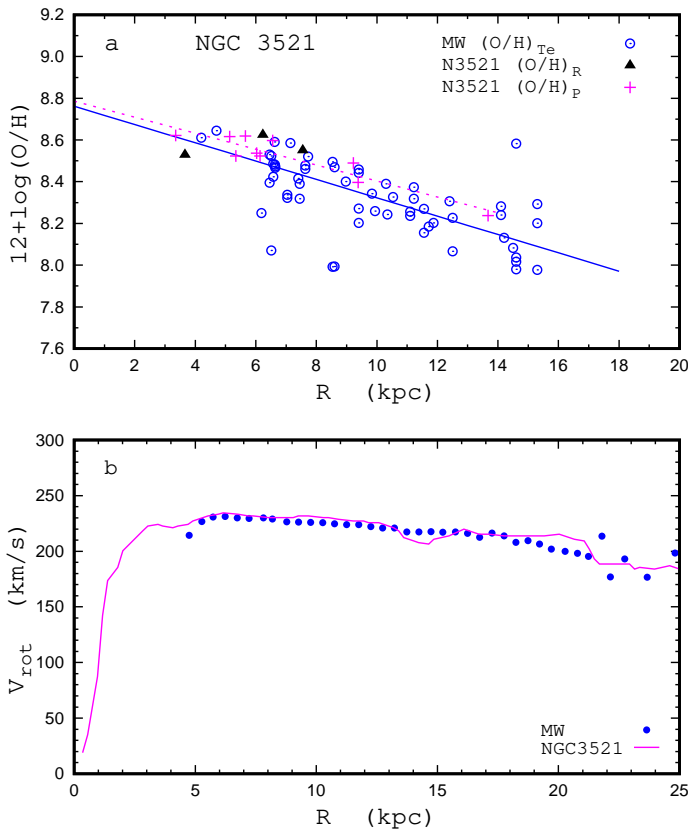 a NGC 3521
MW (O/H)Te
N3521 (O/H)R
N3521 (O/H)P
12+log(O/H)
9.2
9.0
8.8
8.6
8.4
8.2
8.0
7.8
7.6
0 2 4 6 8 10 12 14 16 18 20
R (kpc)
b
Vrot (km/s)
300
250
200
150
100
50
0
MW
NGC3521
0 5 10 15 20 25
R (kpc)